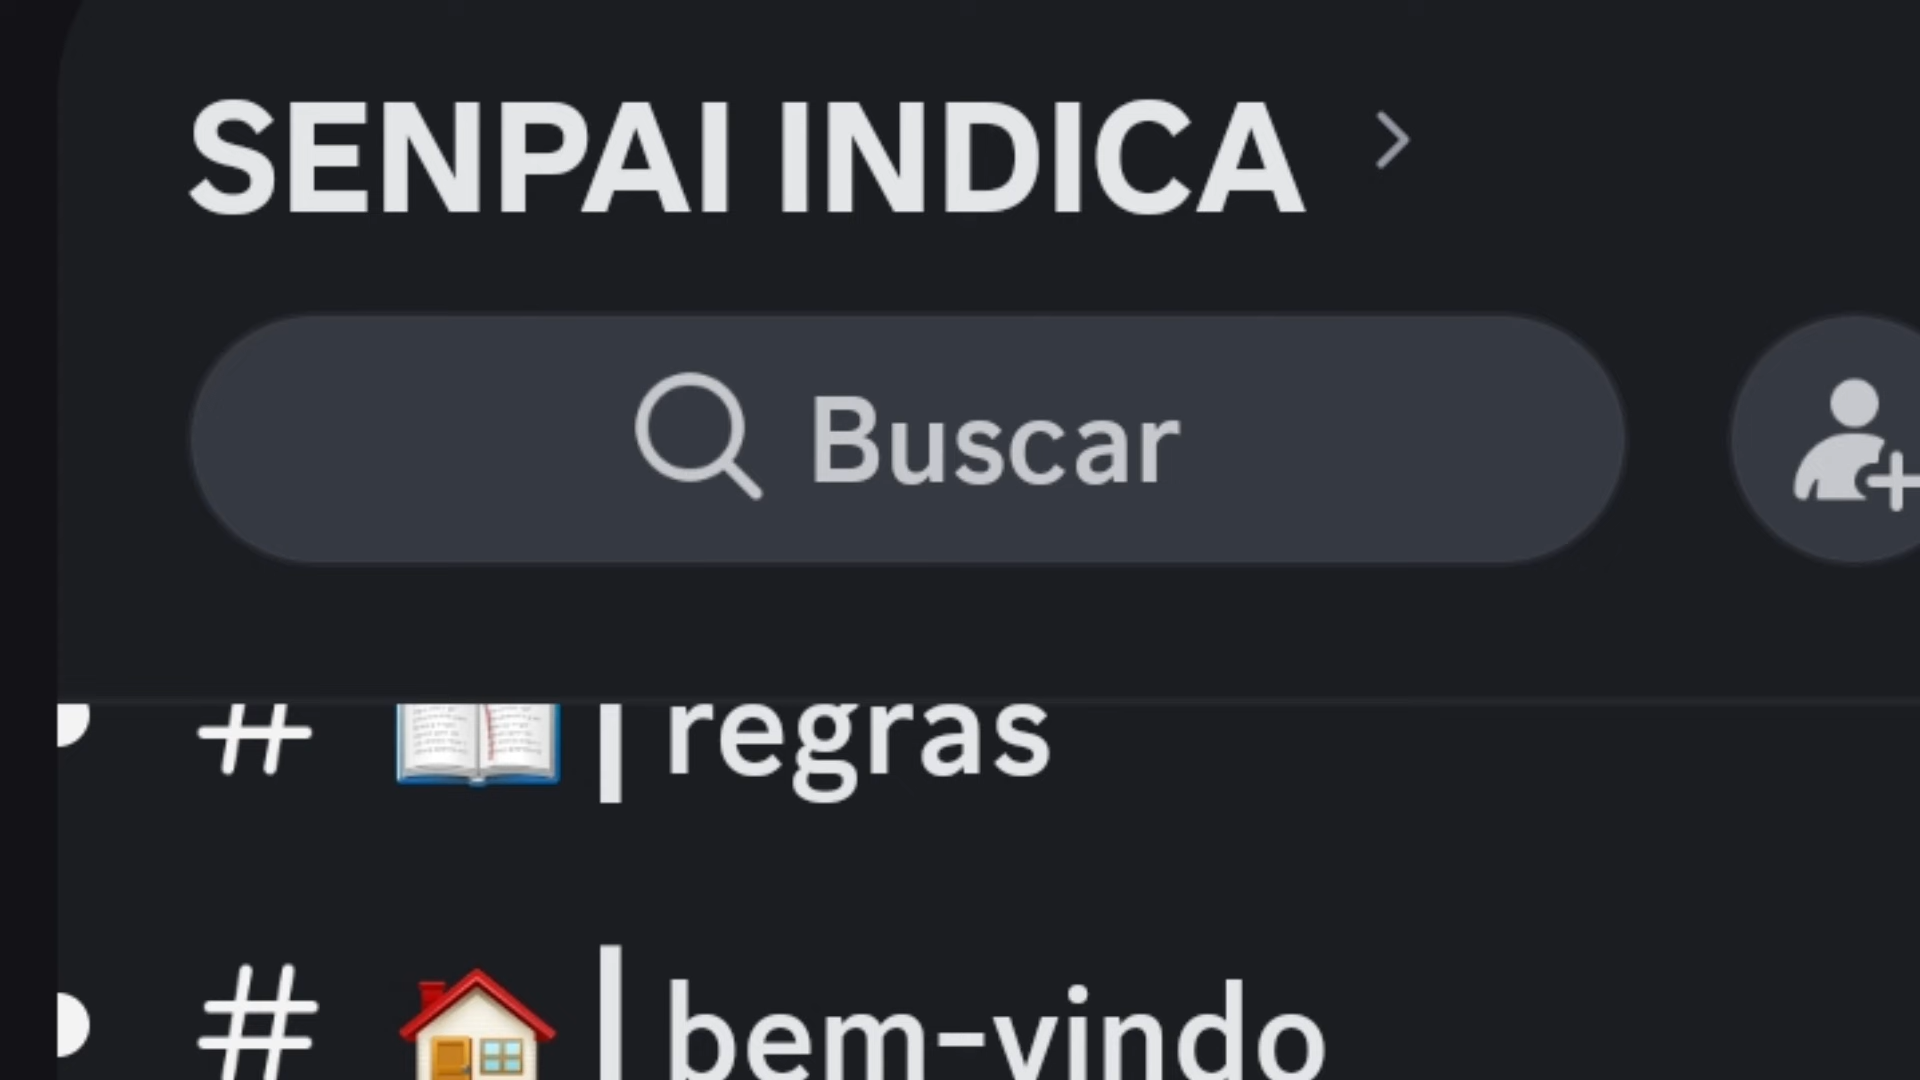 SENPAI INDICA
Buscar
# 📖┃regras
# 🏠┃bem-vindo